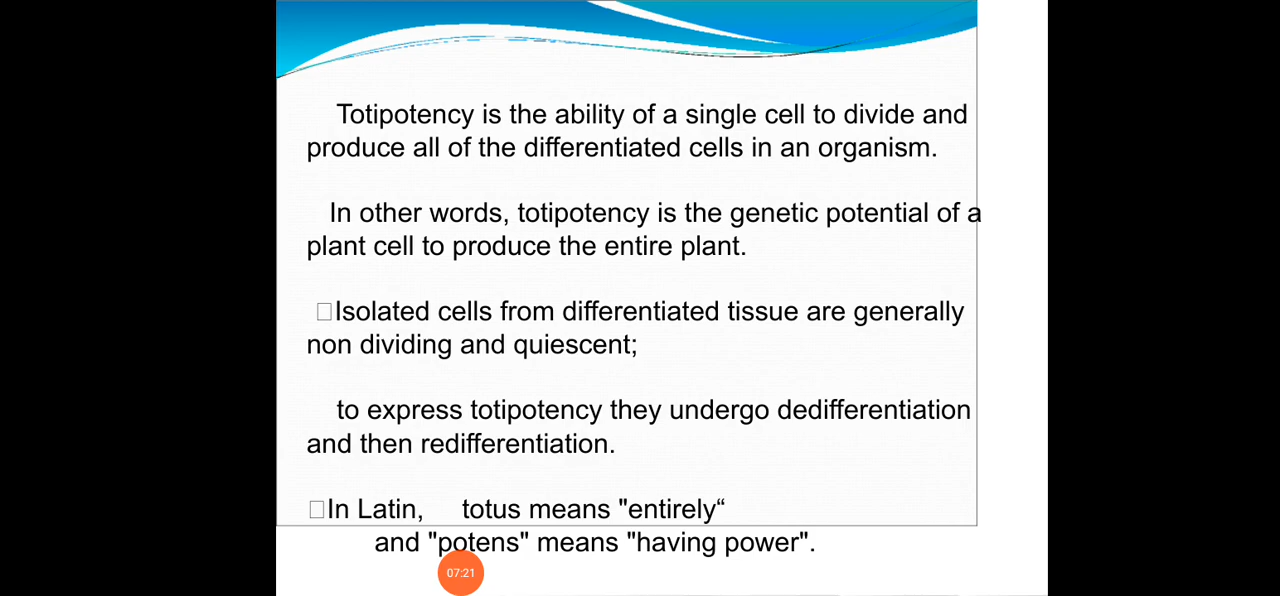 Totipotency is the ability of a single cell to divide and
produce all of the differentiated cells in an organism.
In other words, totipotency is the genetic potential of a
plant cell to produce the entire plant.
□Isolated cells from differentiated tissue are generally
non dividing and quiescent;
to express totipotency they undergo dedifferentiation
and then redifferentiation.
□In Latin, totus means "entirely“
and "potens" means "having power".
07:21